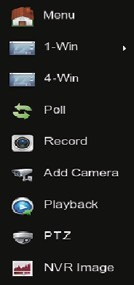 Menu
1-Win
4-Win
Poll
Record
Add Camera
Playback
PTZ
NVR Image